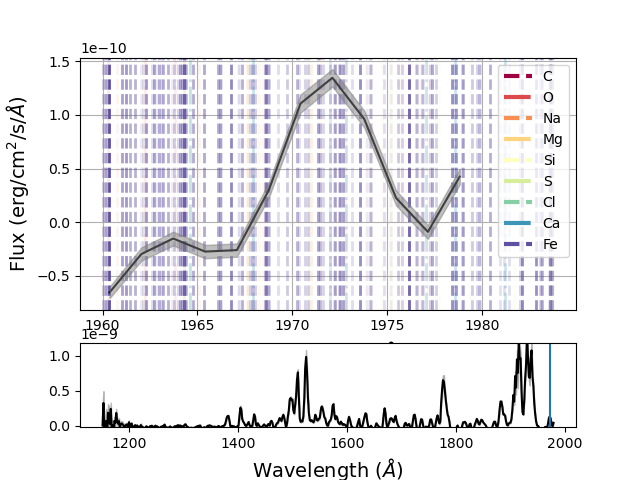 1e−10
1.5
1.0
0.5
0.0
−0.5
Flux (erg/cm²/s/Å)
C
O
Na
Mg
Si
S
Cl
Ca
Fe
1960 1965 1970 1975 1980
1e−9
1.0
0.5
0.0
1200 1400 1600 1800 2000
Wavelength (Å)